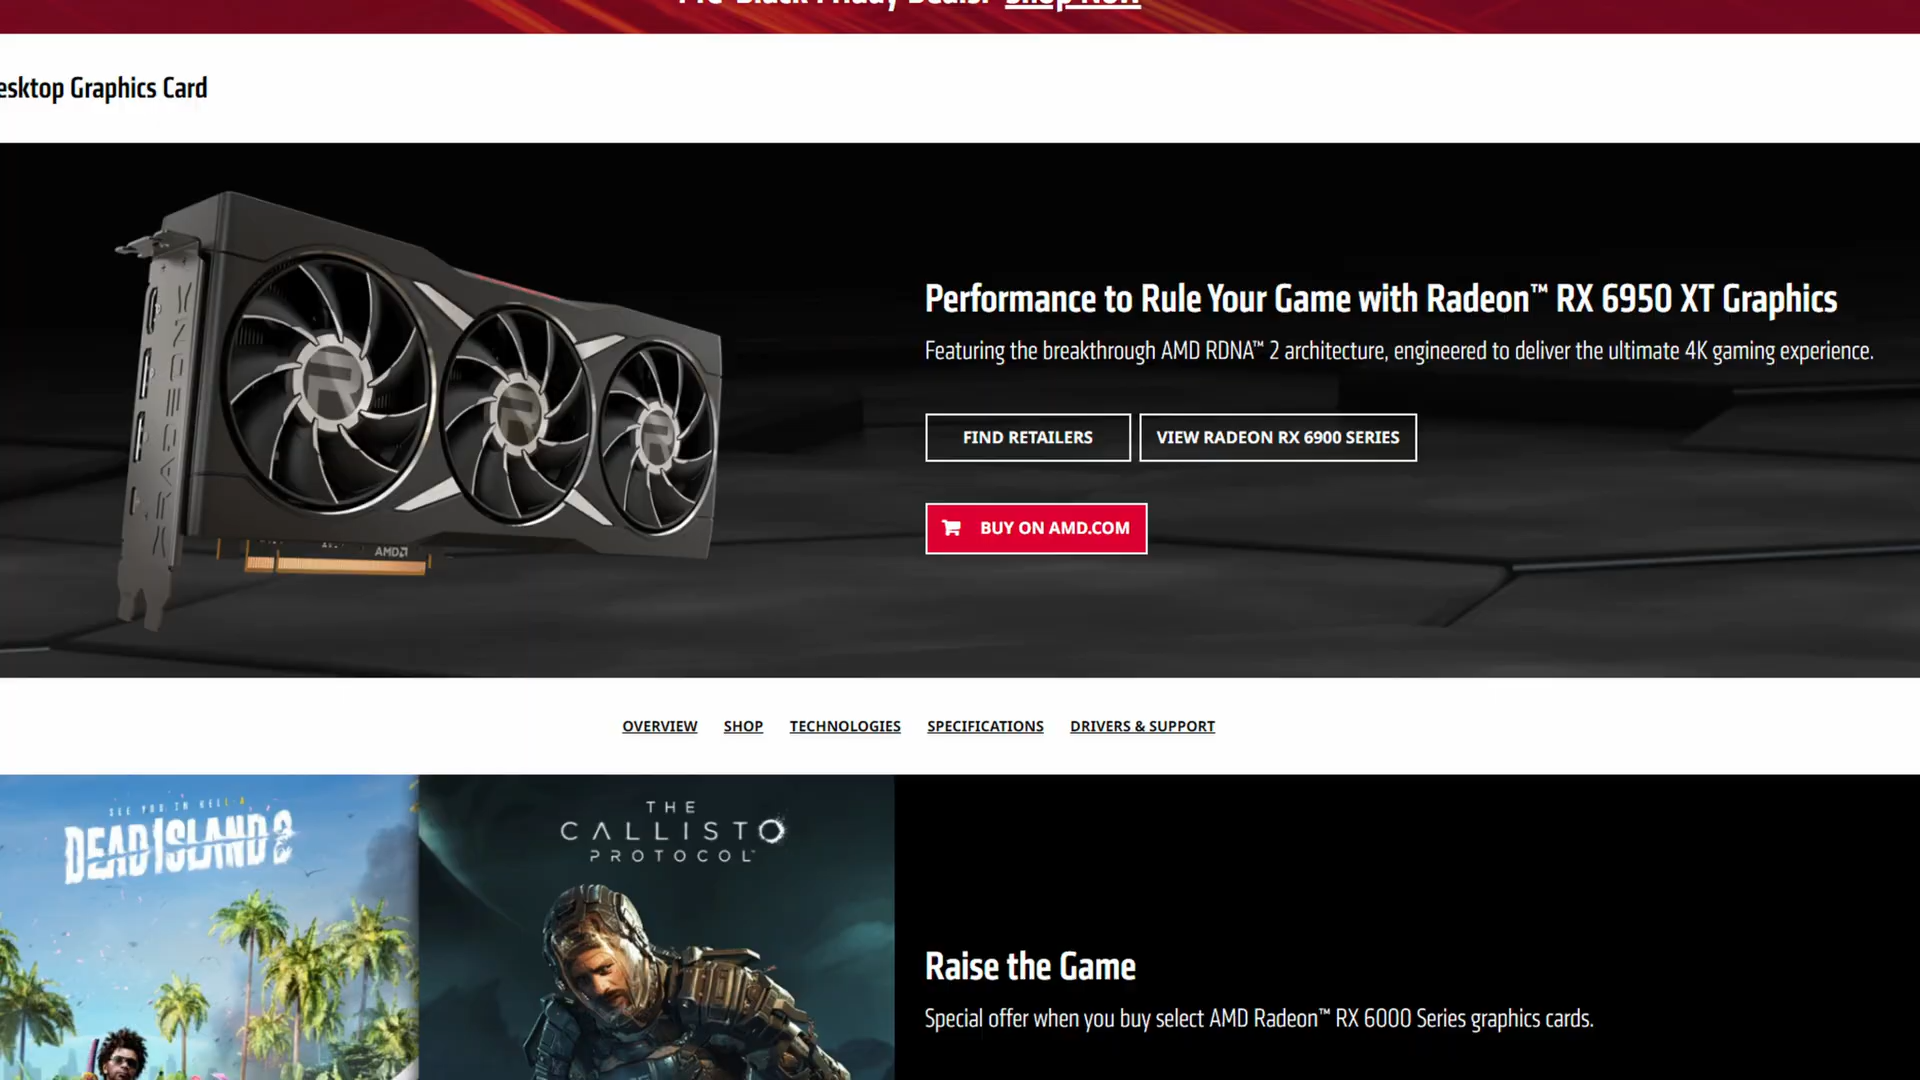 Pre-Black Friday Deals! Shop Now
esktop Graphics Card
RADEON
AMD
Performance to Rule Your Game with Radeon™ RX 6950 XT Graphics
Featuring the breakthrough AMD RDNA™ 2 architecture, engineered to deliver the ultimate 4K gaming experience.
FIND RETAILERS
VIEW RADEON RX 6900 SERIES
BUY ON AMD.COM
OVERVIEW SHOP TECHNOLOGIES SPECIFICATIONS DRIVERS & SUPPORT
SEE YOU IN HELL-A
DEAD ISLAND 2
THE
CALLISTO
PROTOCOL™
Raise the Game
Special offer when you buy select AMD Radeon™ RX 6000 Series graphics cards.